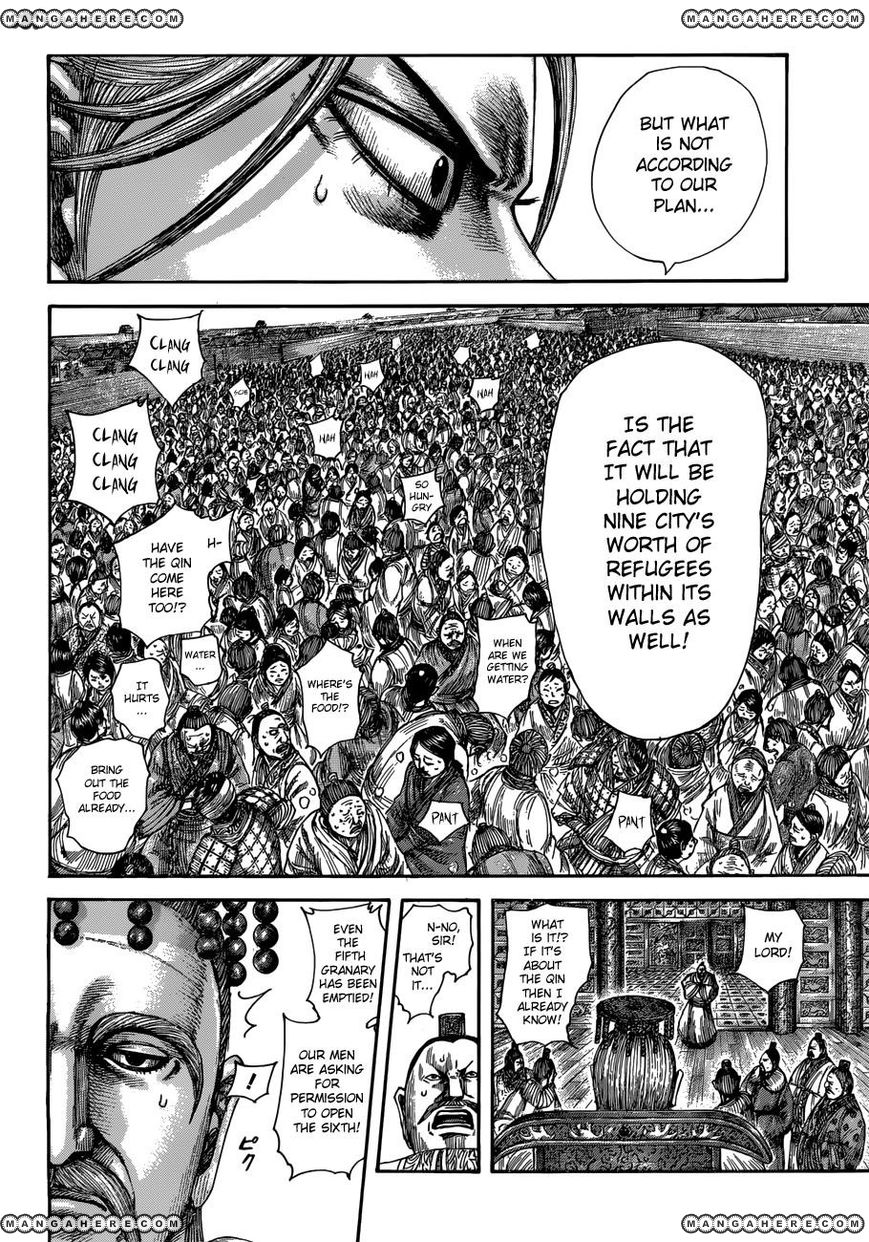 MANGAHERE.COM
MANGAHERE.COM
BUT WHAT
IS NOT
ACCORDING
TO OUR
PLAN...
IS THE
FACT THAT
IT WILL BE
HOLDING
NINE CITY'S
WORTH OF
REFUGEES
WITHIN ITS
WALLS AS
WELL!
CLANG
CLANG
SOB
WAH
WAH
WAH
CLANG
CLANG
CLANG
SO
HUN-
GRY
H-
HAVE
THE QIN
COME
HERE
TOO!?
WHEN
ARE WE
GETTING
WATER?
WATER
...
WHERE'S
THE
FOOD!?
IT
HURTS
...
BRING
OUT THE
FOOD
ALREADY...
PANT
PANT
MY
LORD!
WHAT
IS IT!?
IF IT'S
ABOUT
THE QIN
THEN I
ALREADY
KNOW!
N-NO,
SIR!
THAT'S
NOT
IT...
EVEN
THE
FIFTH
GRANARY
HAS BEEN
EMPTIED!
OUR MEN
ARE ASKING
FOR
PERMISSION
TO OPEN
THE SIXTH!
!
ピク
MANGAHERE.COM
MANGAHERE.COM